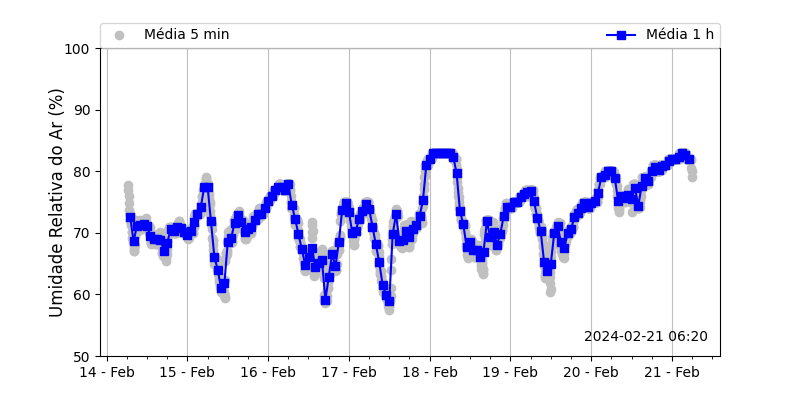 Média 5 min
Média 1 h
Umidade Relativa do Ar (%)
100
90
80
70
60
50
2024-02-21 06:20
14 - Feb
15 - Feb
16 - Feb
17 - Feb
18 - Feb
19 - Feb
20 - Feb
21 - Feb